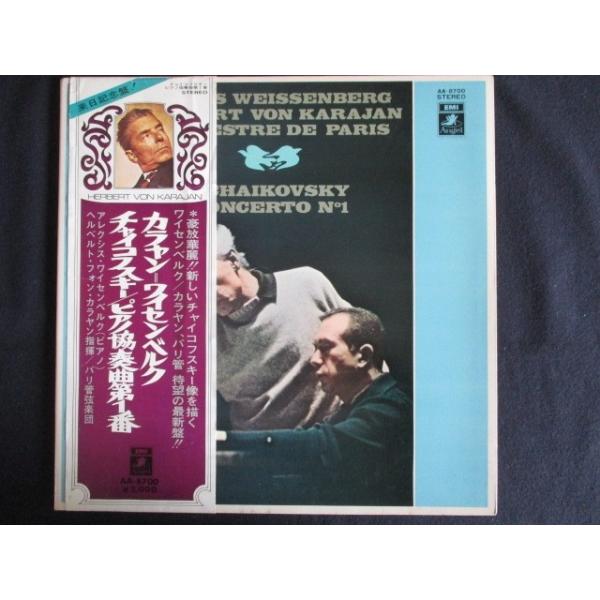 来日記念盤!
STEREO
HERBERT VON KARAJAN
*豪放華麗!!新しいチャイコフスキー像を描く
ワイセンベルク/カラヤン、パリ管 待望の最新盤!!
カラヤン=ワイセンベルク
チャイコフスキー/ピアノ協奏曲第1番
アレクシス・ワイセンベルク(ピアノ)
ヘルベルト・フォン・カラヤン指揮/パリ管弦楽団
EMI
Angel
AA-8700
¥2,000
S WEISSENBERG
RT VON KARAJAN
ESTRE DE PARIS
CHAIKOVSKY
ONCERTO Nº1
AA-8700
STEREO
EMI
Angel